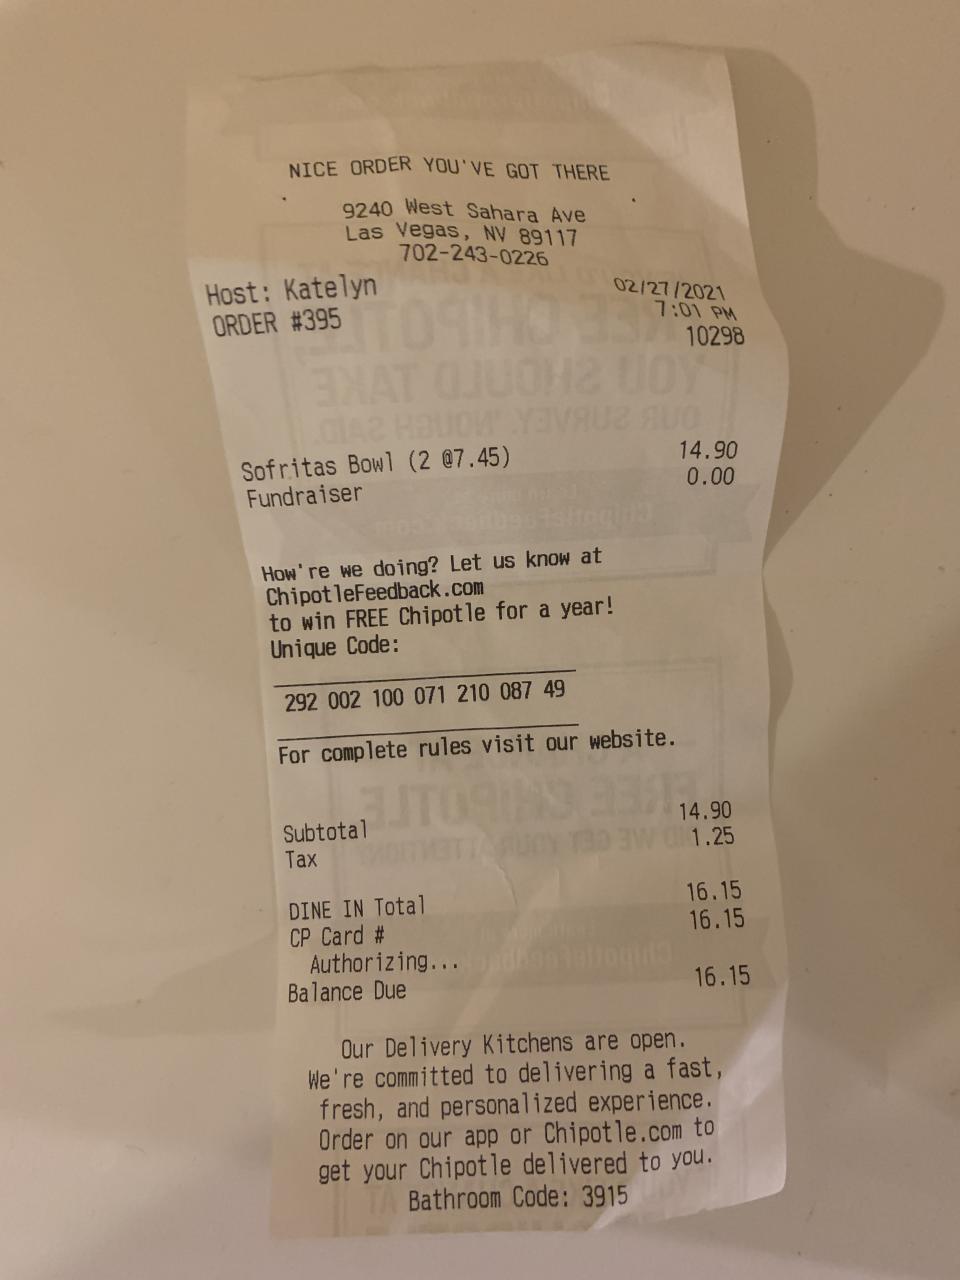 NICE ORDER YOU'VE GOT THERE
9240 West Sahara Ave
Las Vegas, NV 89117
702-243-0226
Host: Katelyn 02/27/2021
ORDER #395 7:01 PM
10298
Sofritas Bowl (2 @7.45) 14.90
Fundraiser 0.00
How're we doing? Let us know at
ChipotleFeedback.com
to win FREE Chipotle for a year!
Unique Code:
292 002 100 071 210 087 49
For complete rules visit our website.
Subtotal 14.90
Tax 1.25
DINE IN Total 16.15
CP Card # 16.15
Authorizing...
Balance Due 16.15
Our Delivery Kitchens are open.
We're committed to delivering a fast,
fresh, and personalized experience.
Order on our app or Chipotle.com to
get your Chipotle delivered to you.
Bathroom Code: 3915